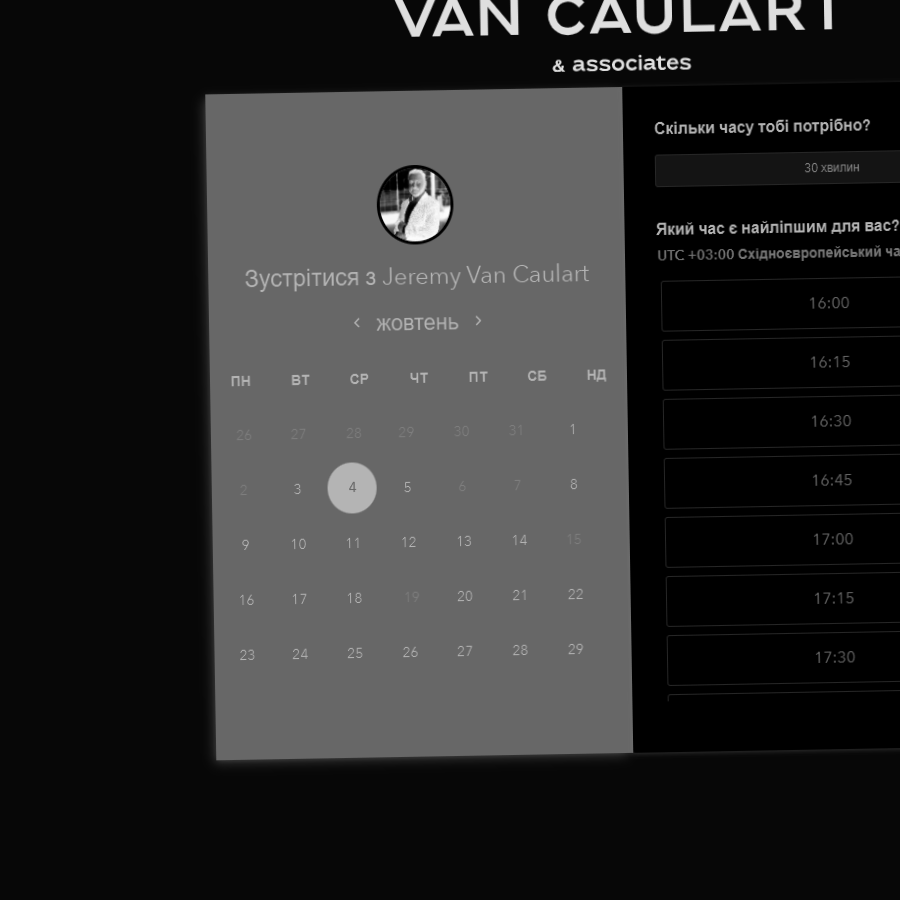 VAN CAULART
& associates
Зустрітися з Jeremy Van Caulart
жовтень
ПН ВТ СР ЧТ ПТ СБ НД
26 27 28 29 30 31 1
2 3 4 5 6 7 8
9 10 11 12 13 14 15
16 17 18 19 20 21 22
23 24 25 26 27 28 29
Скільки часу тобі потрібно?
30 хвилин
Який час є найліпшим для вас?
UTC +03:00 Східноєвропейський ча
16:00
16:15
16:30
16:45
17:00
17:15
17:30